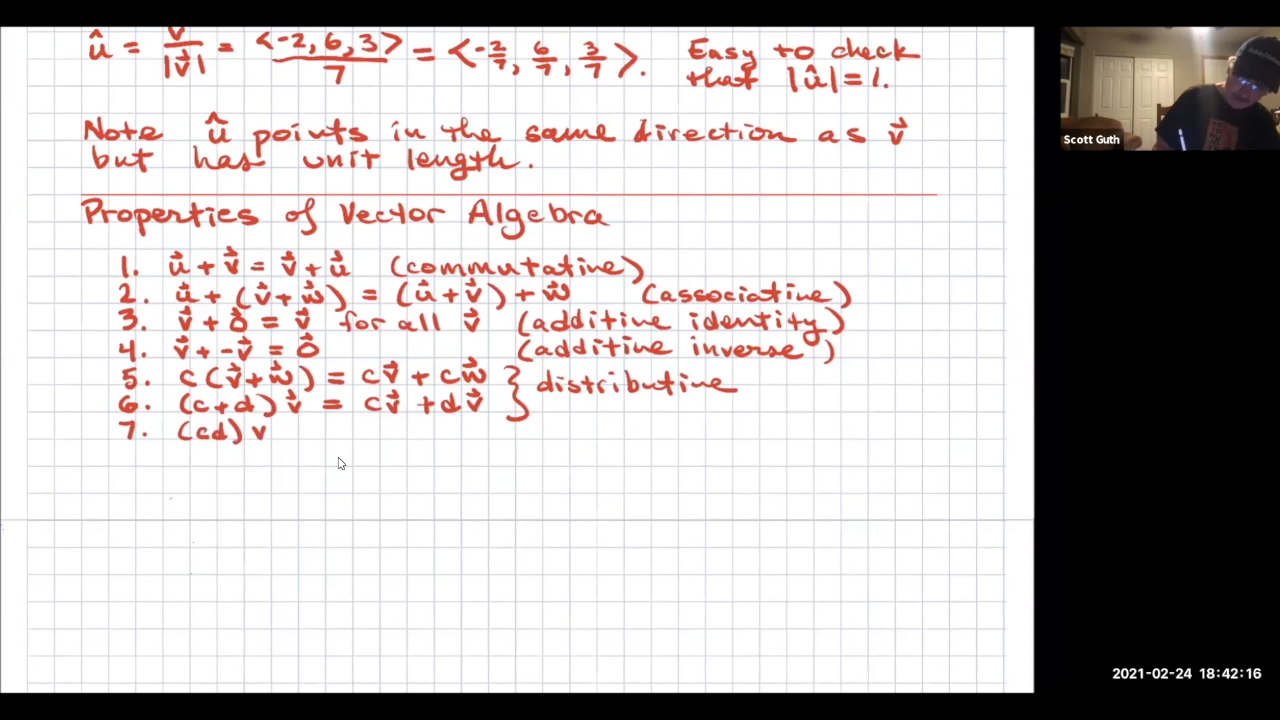 û = v⃗/|v⃗| = <-2, 6, 3>/7 = <-2/7, 6/7, 3/7>. Easy to check
that |û| = 1.
Note û points in the same direction as v⃗
but has unit length.
Properties of Vector Algebra
1. u⃗ + v⃗ = v⃗ + u⃗ (commutative)
2. u⃗ + (v⃗ + w⃗) = (u⃗ + v⃗) + w⃗ (associative)
3. v⃗ + 0⃗ = v⃗ for all v⃗ (additive identity)
4. v⃗ + -v⃗ = 0⃗ (additive inverse)
5. c(v⃗ + w⃗) = cv⃗ + cw⃗ } distributive
6. (c+d)v⃗ = cv⃗ + dv⃗
7. (cd) v
Scott Guth
2021-02-24 18:42:16